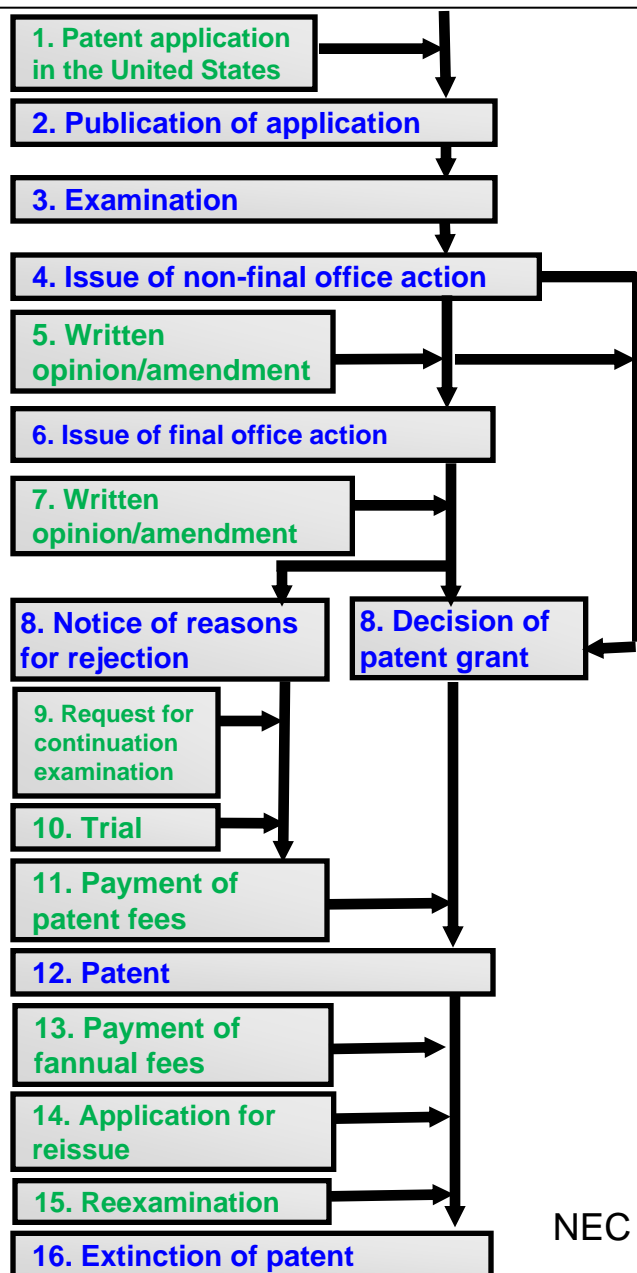 1. Patent application
in the United States
2. Publication of application
3. Examination
4. Issue of non-final office action
5. Written
opinion/amendment
6. Issue of final office action
7. Written
opinion/amendment
8. Notice of reasons
for rejection
8. Decision of
patent grant
9. Request for
continuation
examination
10. Trial
11. Payment of
patent fees
12. Patent
13. Payment of
fannual fees
14. Application for
reissue
15. Reexamination
16. Extinction of patent
NEC